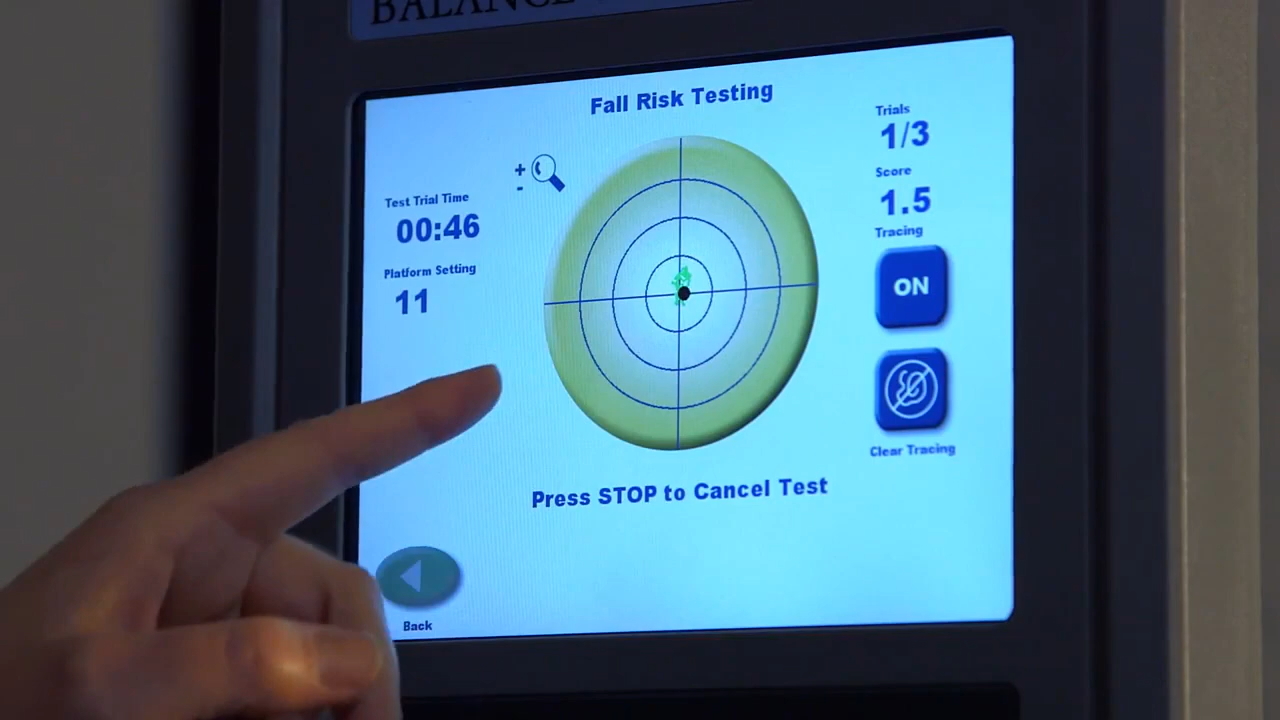 BALANCE
Fall Risk Testing
+
-
Test Trial Time
00:46
Platform Setting
11
Trials
1/3
Score
1.5
Tracing
ON
Clear Tracing
Press STOP to Cancel Test
Back